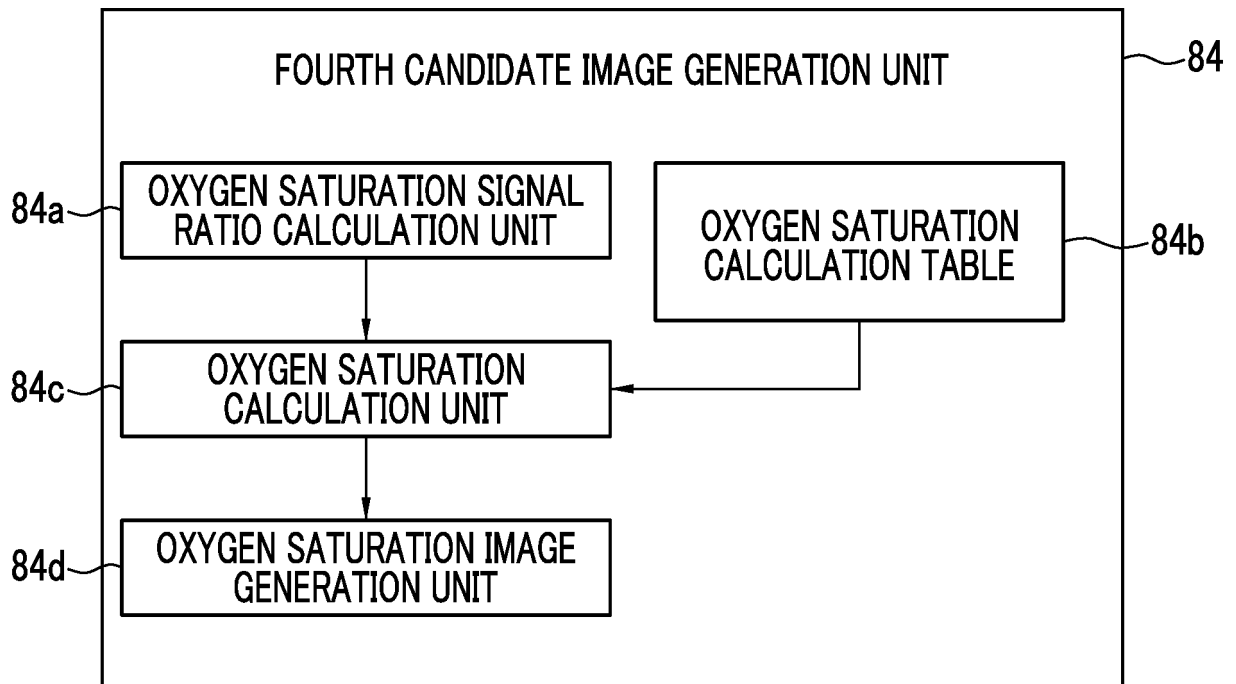 FOURTH CANDIDATE IMAGE GENERATION UNIT
84
84a
OXYGEN SATURATION SIGNAL
RATIO CALCULATION UNIT
OXYGEN SATURATION
CALCULATION TABLE
84b
84c
OXYGEN SATURATION
CALCULATION UNIT
84d
OXYGEN SATURATION IMAGE
GENERATION UNIT